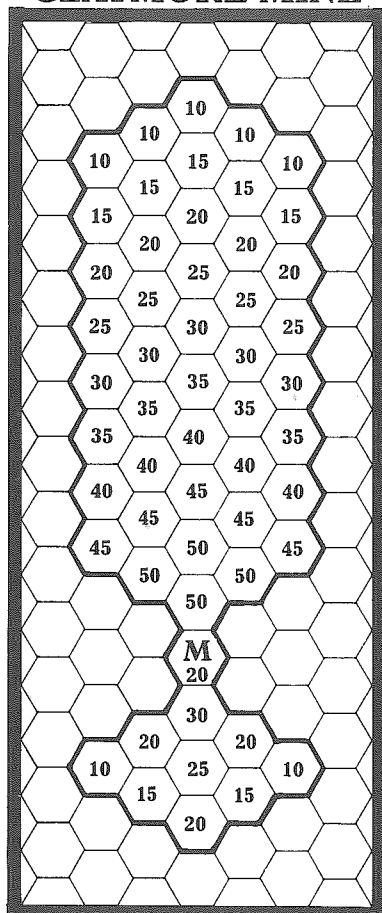 CLAYMORE MINE
10
10 10
10 15 10
15 15
15 20 15
20 20
20 25 20
25 25
25 30 25
30 30
30 35 30
35 35
35 40 35
40 40
40 45 40
45 45
45 50 45
50 50
50
M
20
30
20 20
10 25 10
15 15
20